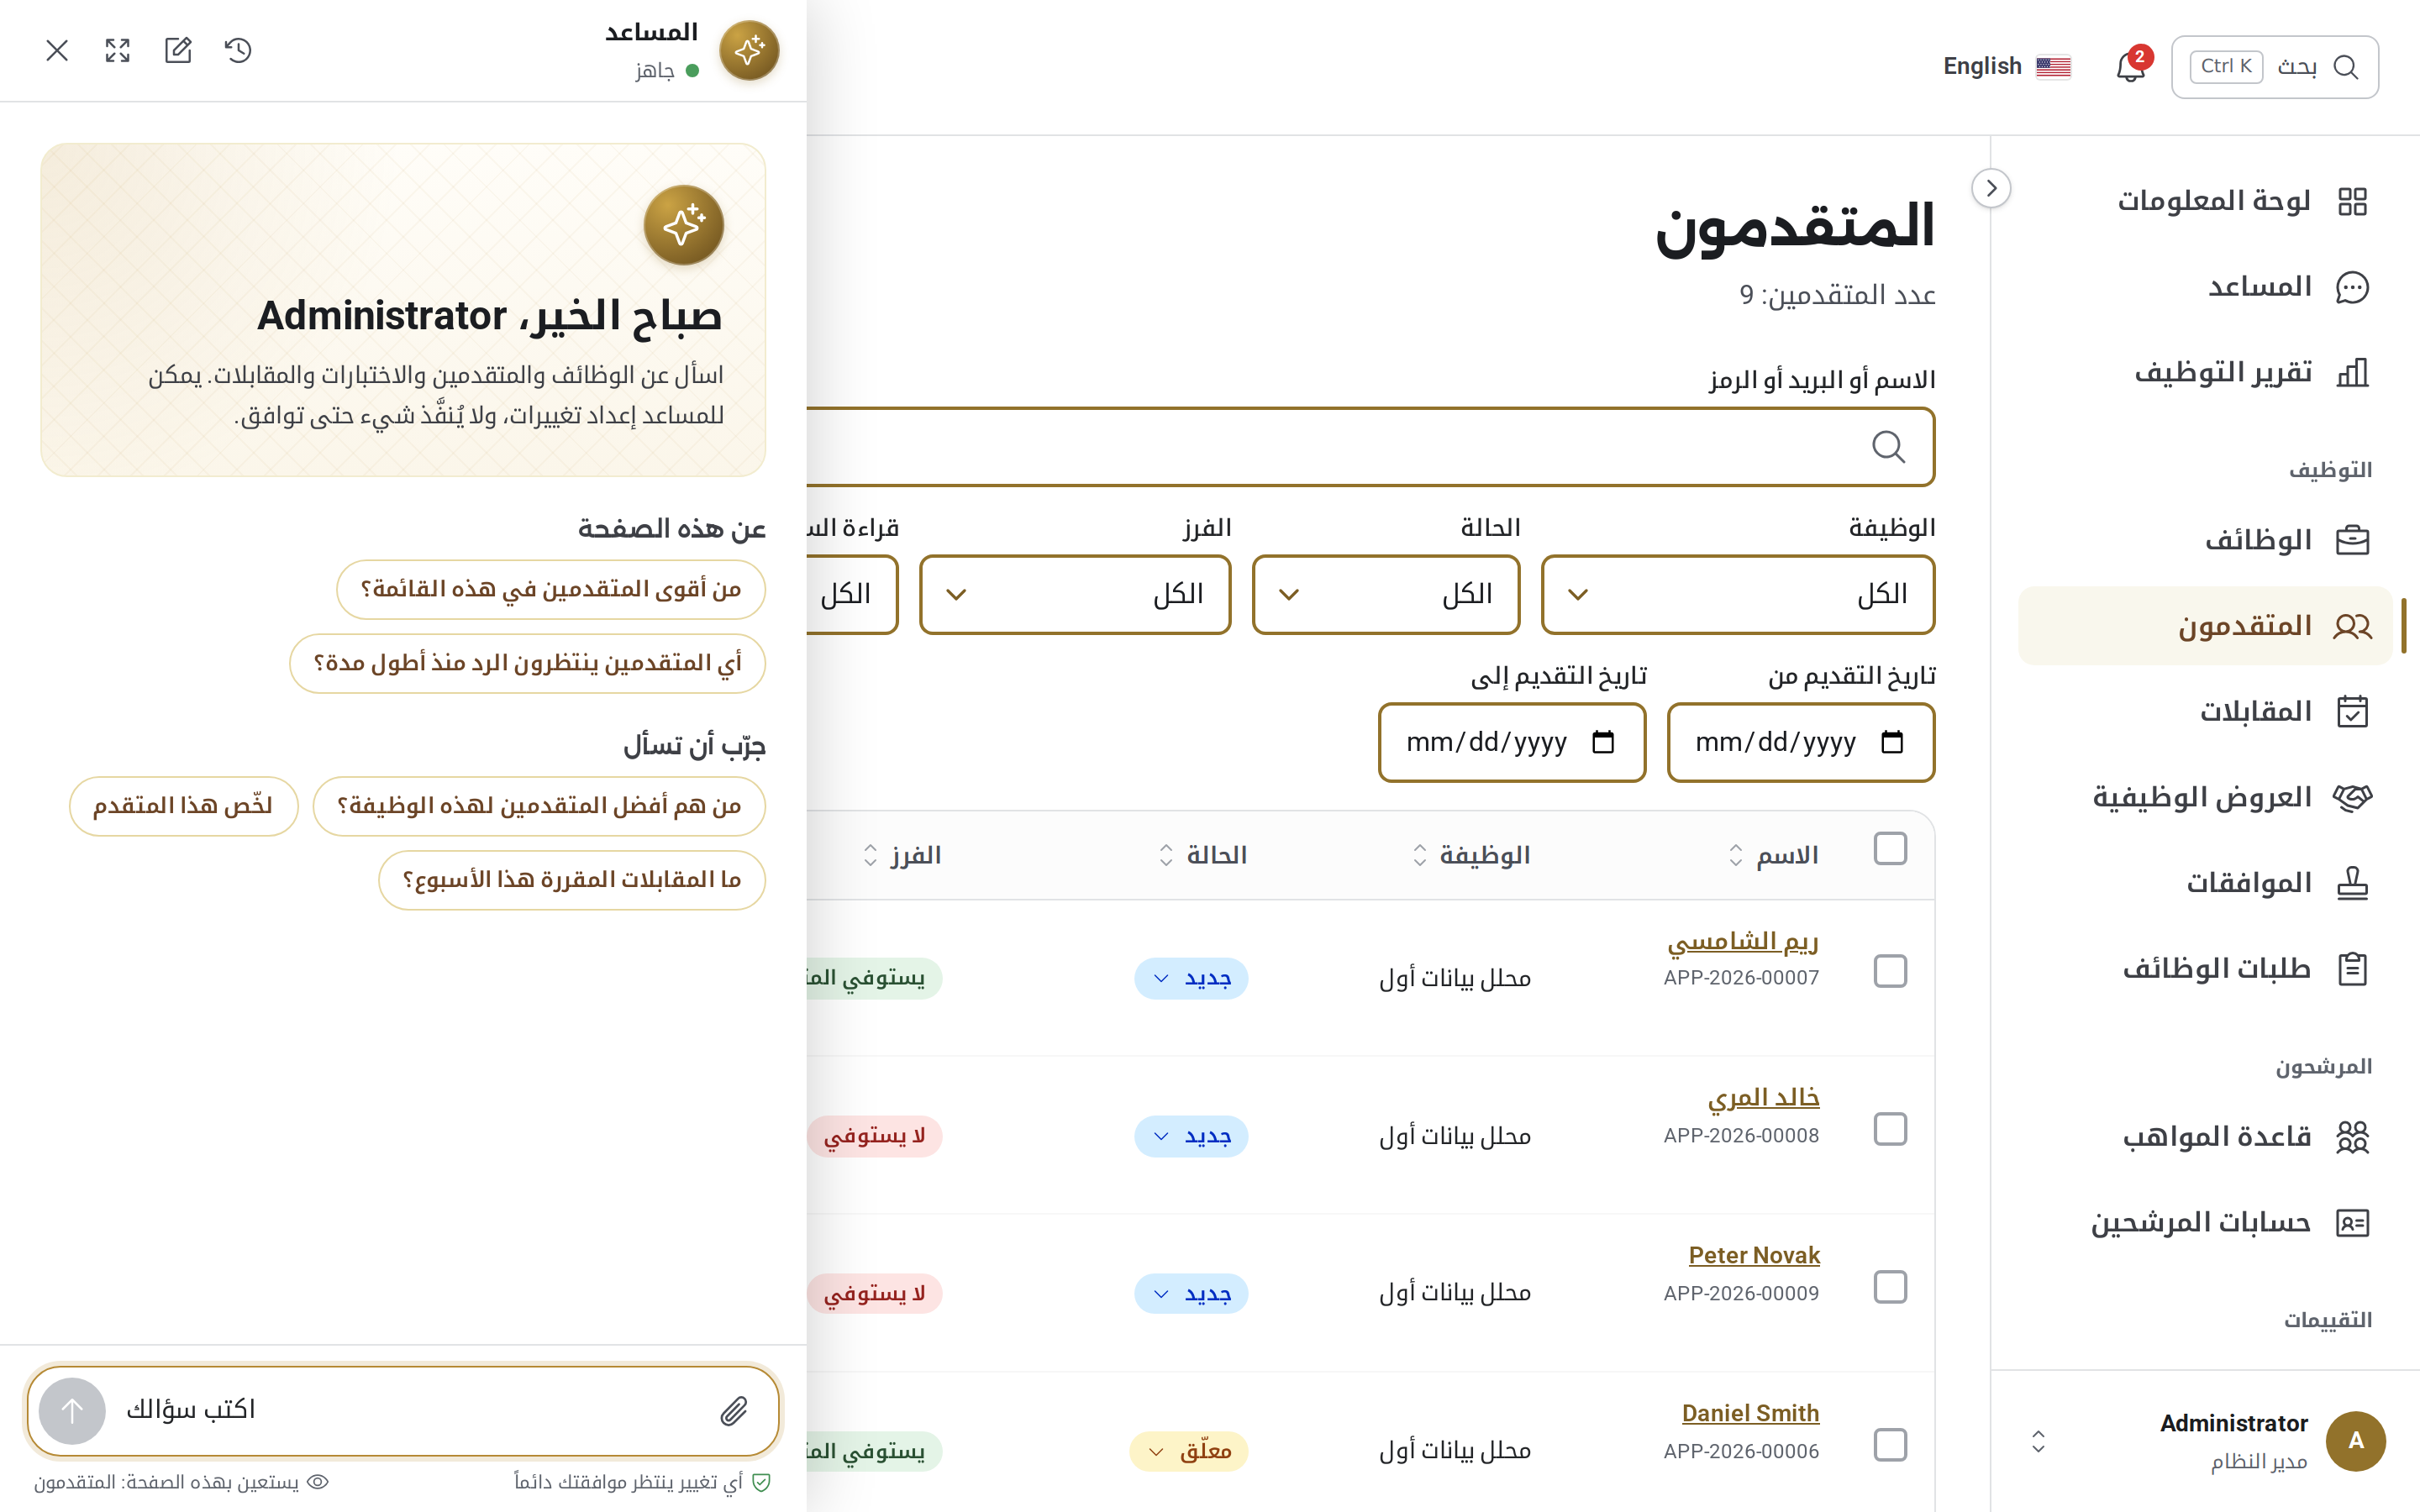 بحث Ctrl K
2
English
لوحة المعلومات
المساعد
تقرير التوظيف
التوظيف
الوظائف
المتقدمون
المقابلات
العروض الوظيفية
الموافقات
طلبات الوظائف
المرشحون
قاعدة المواهب
حسابات المرشحين
التقييمات
A
Administrator
مدير النظام
المتقدمون
عدد المتقدمين: 9
الاسم أو البريد أو الرمز
الوظيفة الحالة الفرز قراءة
الكل الكل الكل الكل
تاريخ التقديم من تاريخ التقديم إلى
mm/dd/yyyy mm/dd/yyyy
الاسم الوظيفة الحالة الفرز
ريم الشامسي
APP-2026-00007 محلل بيانات أول جديد يستوفي
خالد المري
APP-2026-00008 محلل بيانات أول جديد لا يستوفي
Peter Novak
APP-2026-00009 محلل بيانات أول جديد لا يستوفي
Daniel Smith
APP-2026-00006 محلل بيانات أول معلّق يستوفي
المساعد
جاهز
صباح الخير، Administrator
اسأل عن الوظائف والمتقدمين والاختبارات والمقابلات. يمكن
للمساعد إعداد تغييرات، ولا يُنفَّذ شيء حتى توافق.
عن هذه الصفحة
من أقوى المتقدمين في هذه القائمة؟
أي المتقدمين ينتظرون الرد منذ أطول مدة؟
جرّب أن تسأل
من هم أفضل المتقدمين لهذه الوظيفة؟ لخّص هذا المتقدم
ما المقابلات المقررة هذا الأسبوع؟
اكتب سؤالك
أي تغيير ينتظر موافقتك دائماً يستعين بهذه الصفحة: المتقدمون